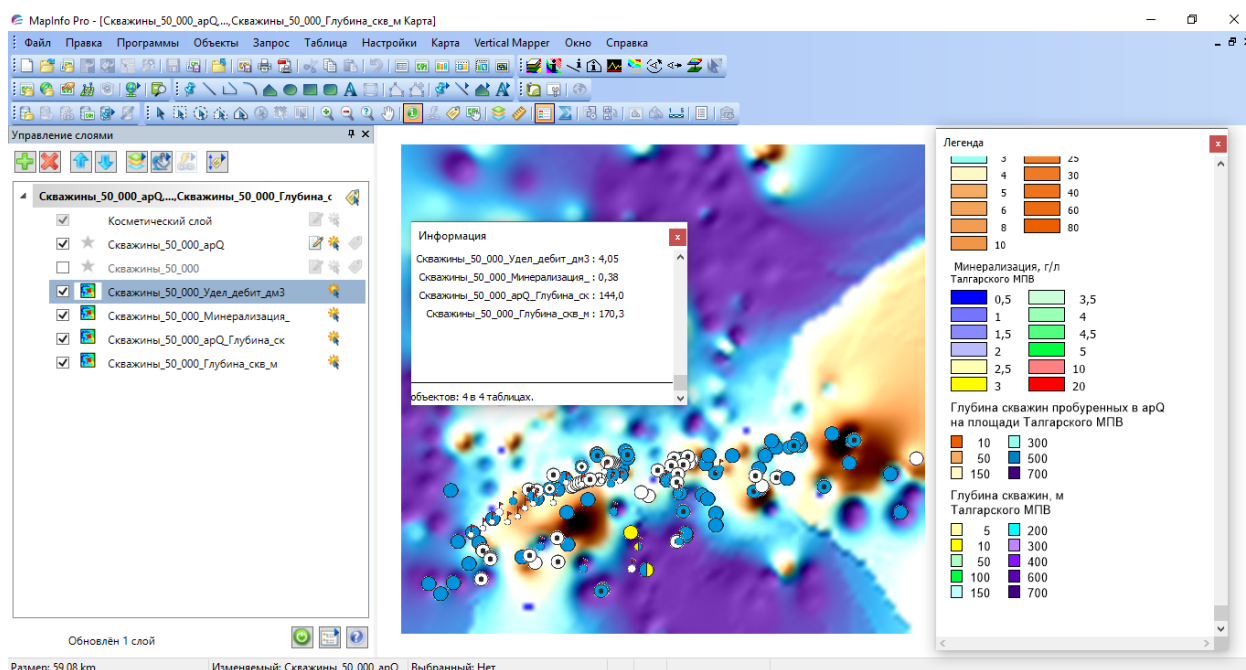 MapInfo Pro - [Скважины_50_000_apQ,...,Скважины_50_000_Глубина_скв_м Карта]
Файл Правка Программы Объекты Запрос Таблица Настройки Карта Vertical Mapper Окно Справка
Управление слоями
Скважины_50_000_apQ,...,Скважины_50_000_Глубина_с
Косметический слой
Скважины_50_000_apQ
Скважины_50_000
Скважины_50_000_Удел_дебит_дм3
Скважины_50_000_Минерализация_
Скважины_50_000_apQ_Глубина_ск
Скважины_50_000_Глубина_скв_м
Обновлён 1 слой
Информация
Скважины_50_000_Удел_дебит_дм3 : 4,05
Скважины_50_000_Минерализация_ : 0,38
Скважины_50_000_apQ_Глубина_ск : 144,0
Скважины_50_000_Глубина_скв_м : 170,3
объектов: 4 в 4 таблицах.
Легенда
3 25
4 30
5 40
6 60
8 80
10
Минерализация, г/л
Талгарского МПВ
0,5 3,5
1 4
1,5 4,5
2 5
2,5 10
3 20
Глубина скважин пробуренных в apQ
на площади Талгарского МПВ
10 300
50 500
150 700
Глубина скважин, м
Талгарского МПВ
5 200
10 300
50 400
100 600
150 700
Размер: 59,08 km Изменяемый: Скважины_50_000_apQ Выбранный: Нет